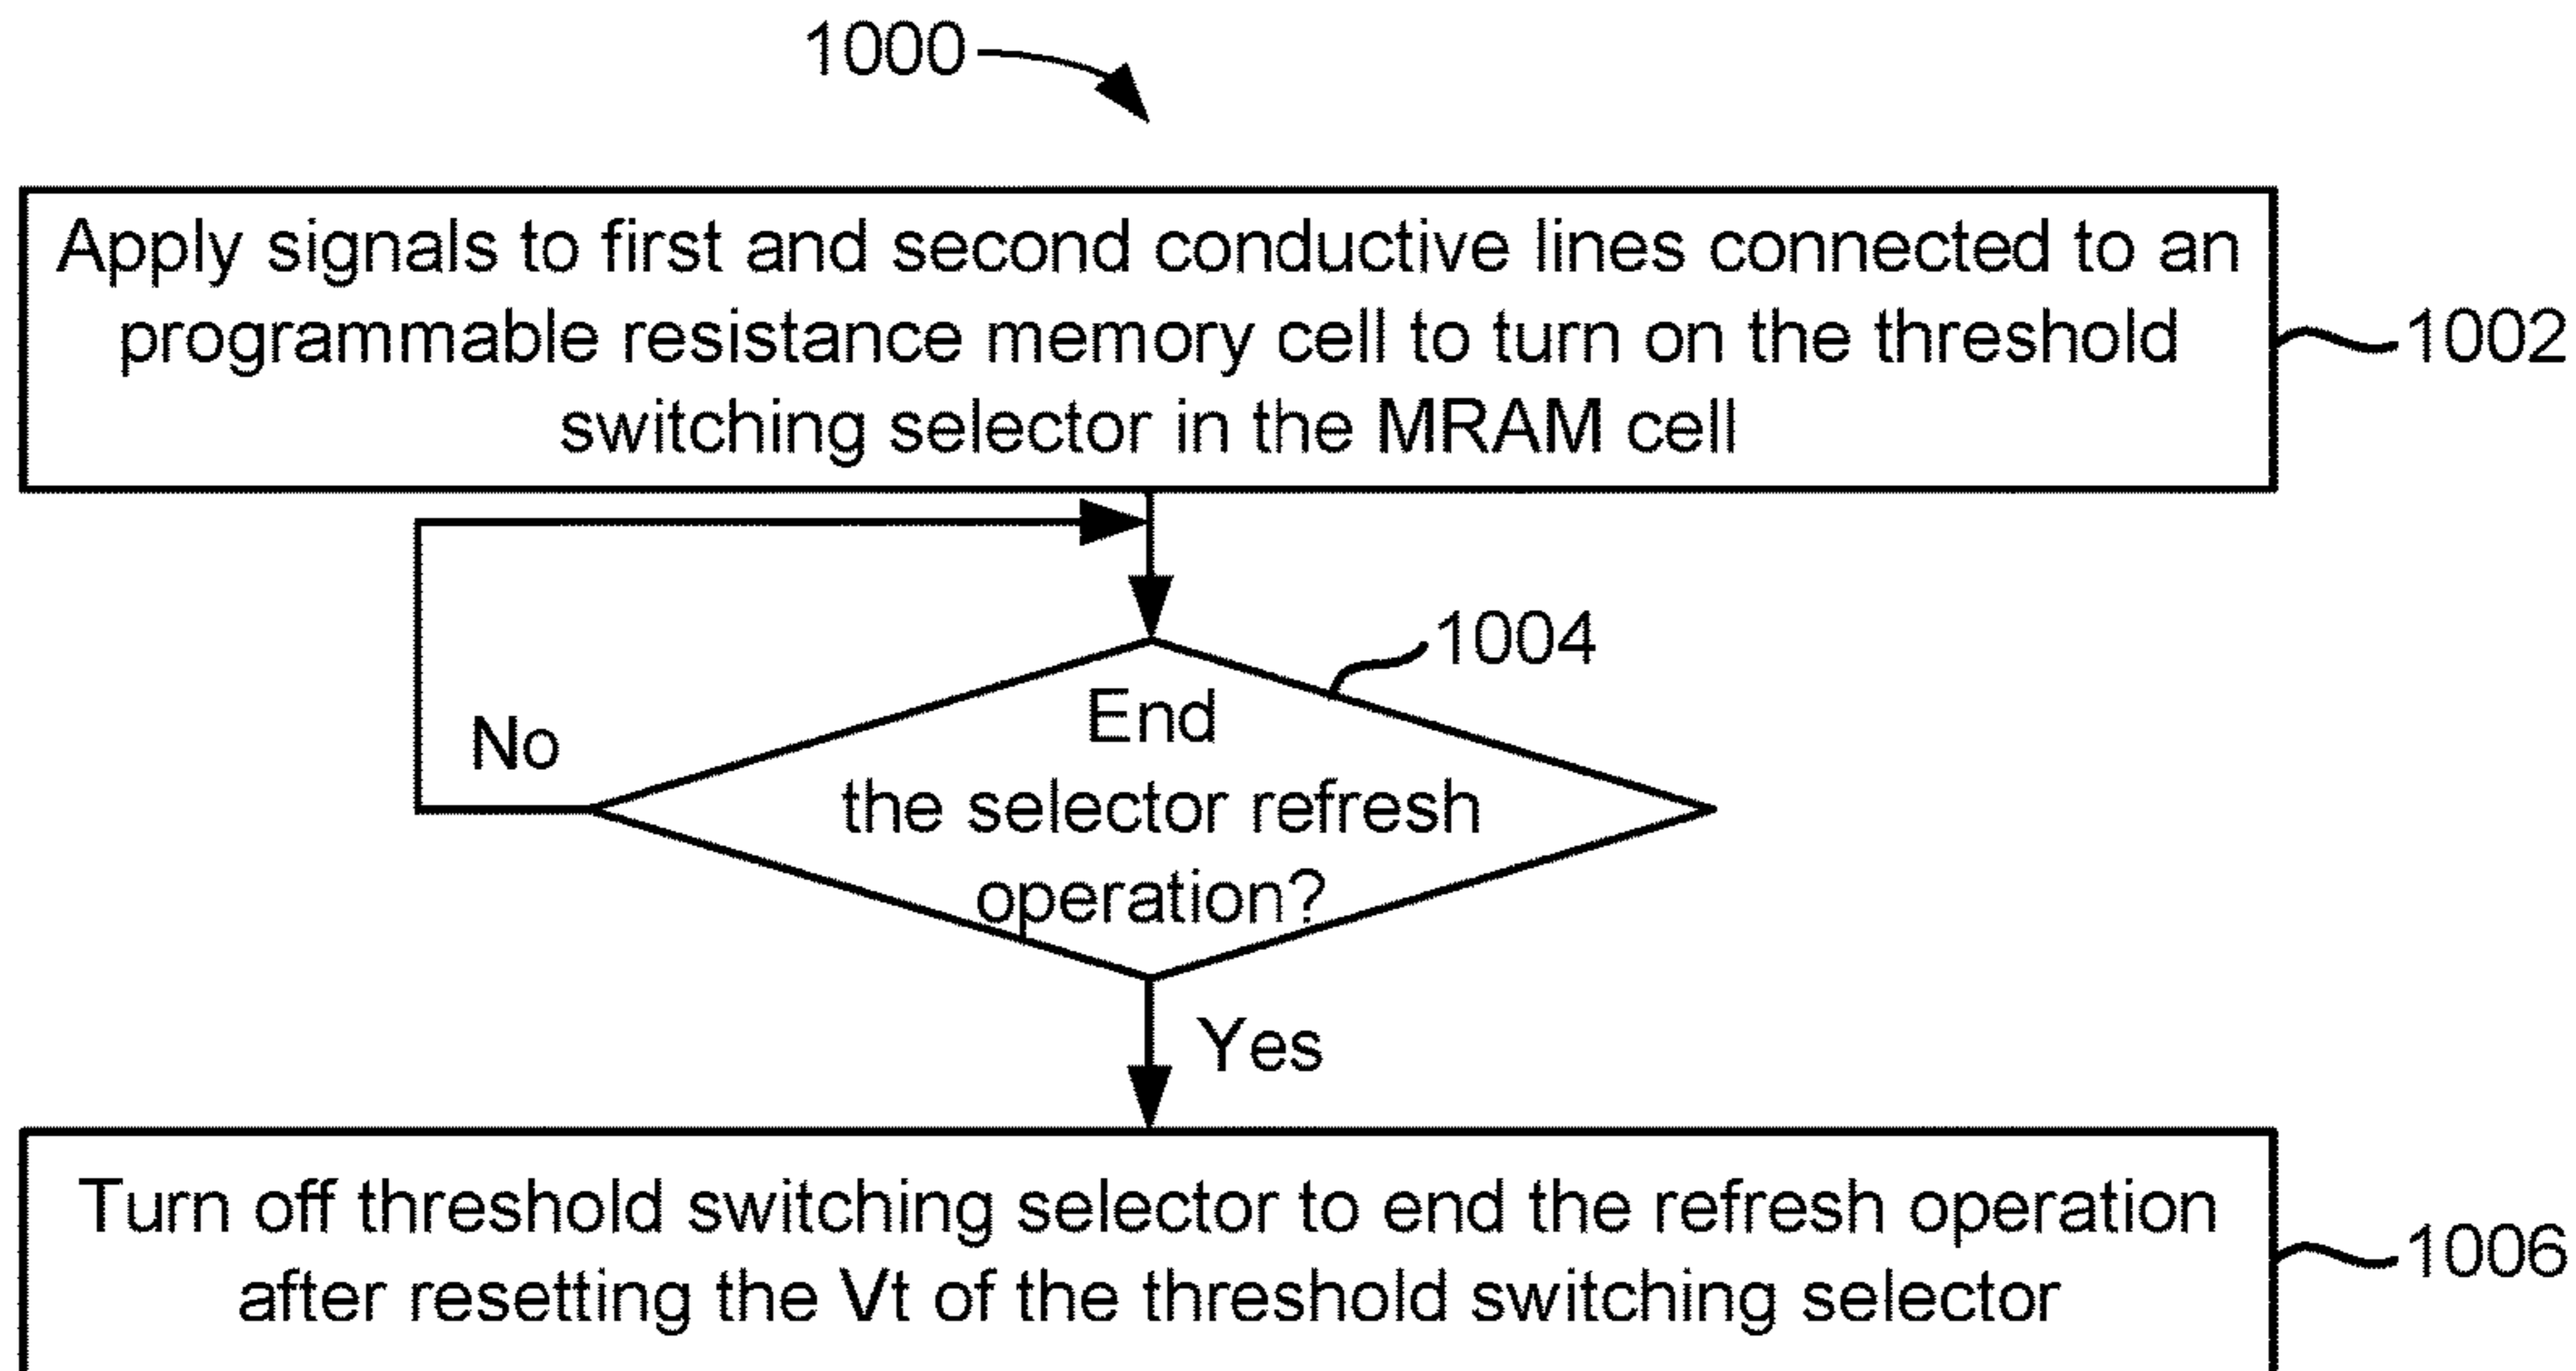 1000
Apply signals to first and second conductive lines connected to an
programmable resistance memory cell to turn on the threshold
switching selector in the MRAM cell
1002
1004
End
the selector refresh
operation?
No
Yes
Turn off threshold switching selector to end the refresh operation
after resetting the Vt of the threshold switching selector
1006